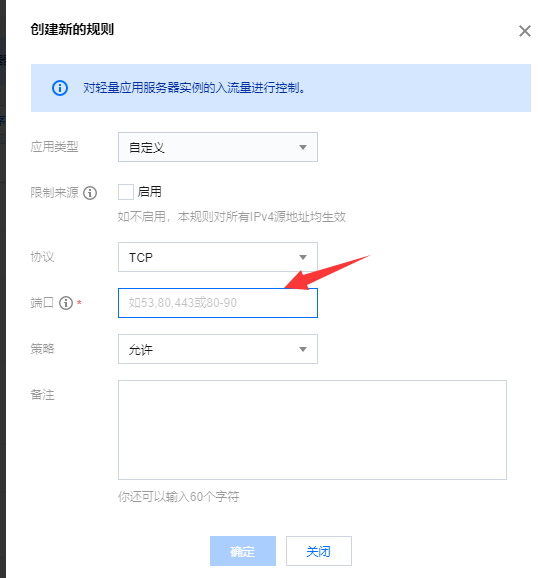 创建新的规则
对轻量应用服务器实例的入流量进行控制。
应用类型 自定义
限制来源 启用
如不启用，本规则对所有IPv4源地址均生效
协议 TCP
端口 * 如53,80,443或80-90
策略 允许
备注
你还可以输入60个字符
确定 关闭